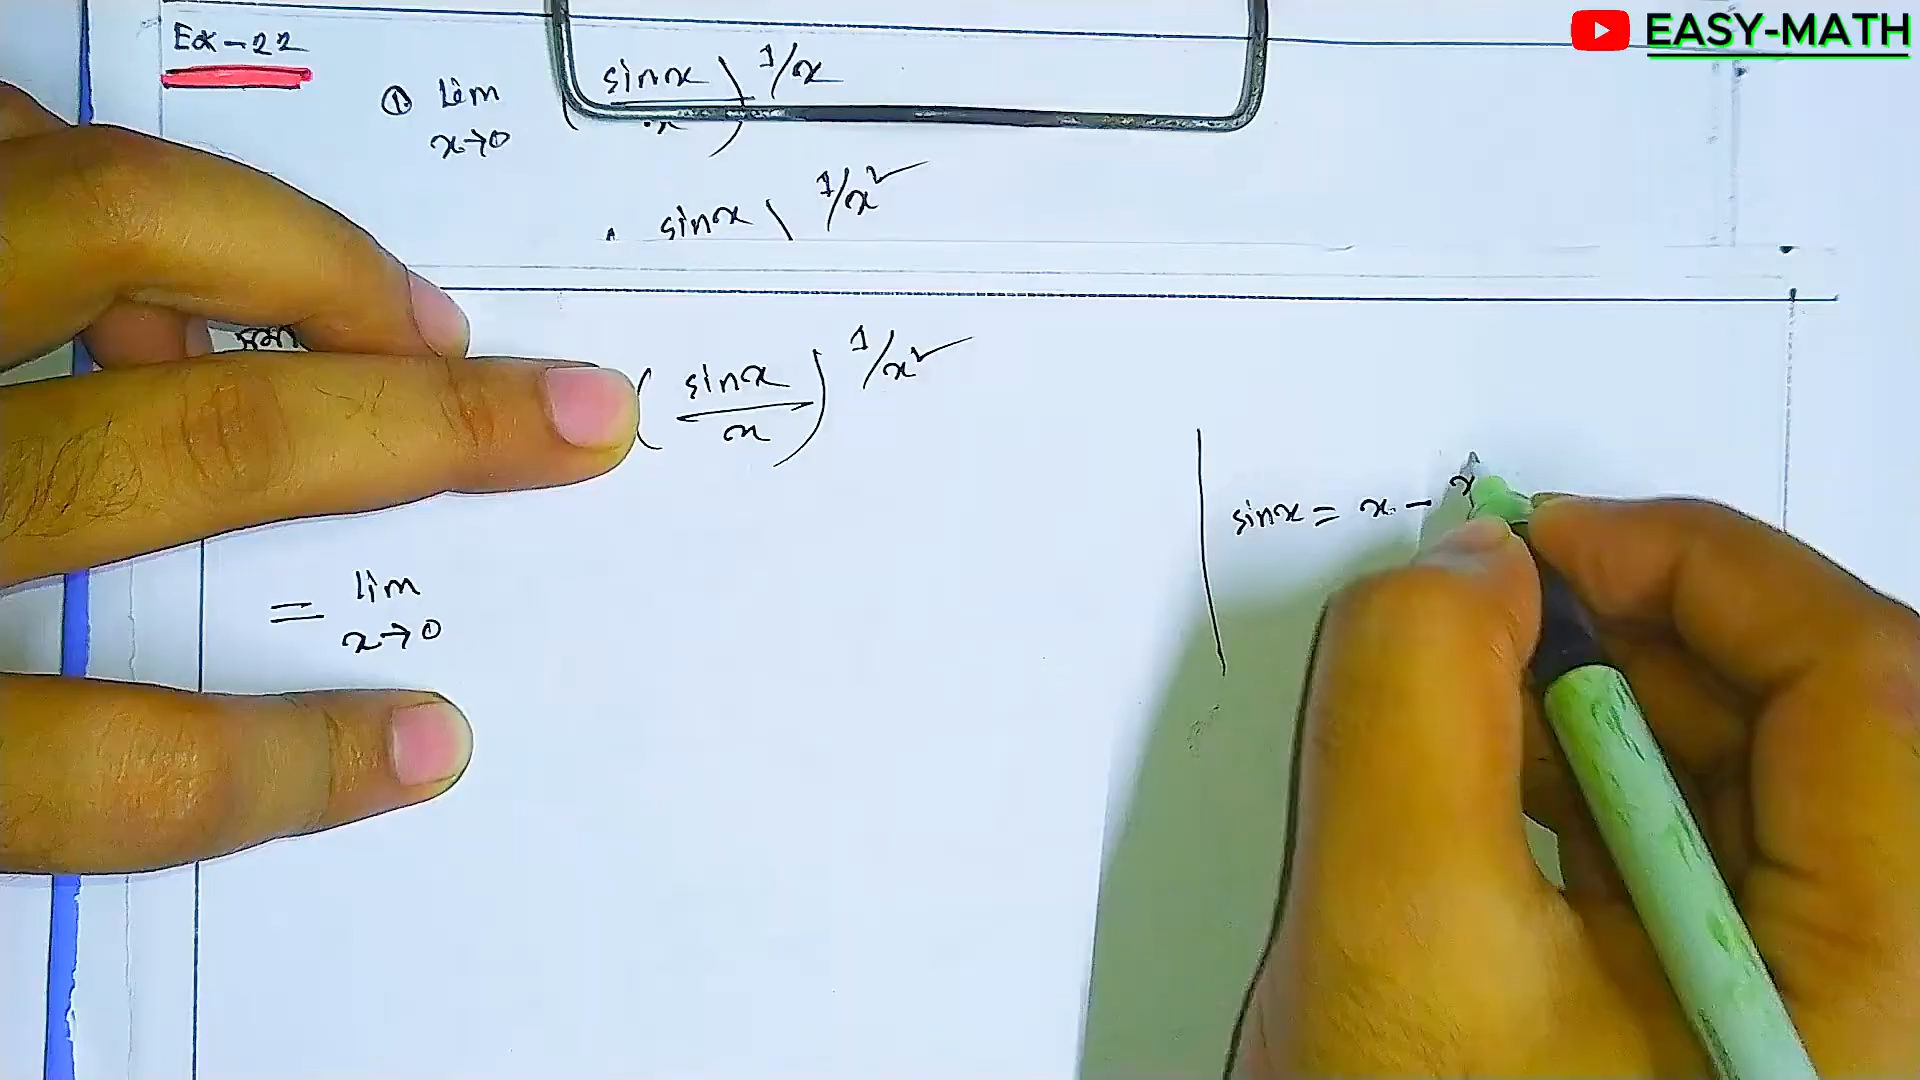 EASY-MATH
Ex-22
① lim x→0 (sinx/x)^1/x
sinx) 1/x²
(sinx/x)^1/x²
sinx = x - x
= lim x→0